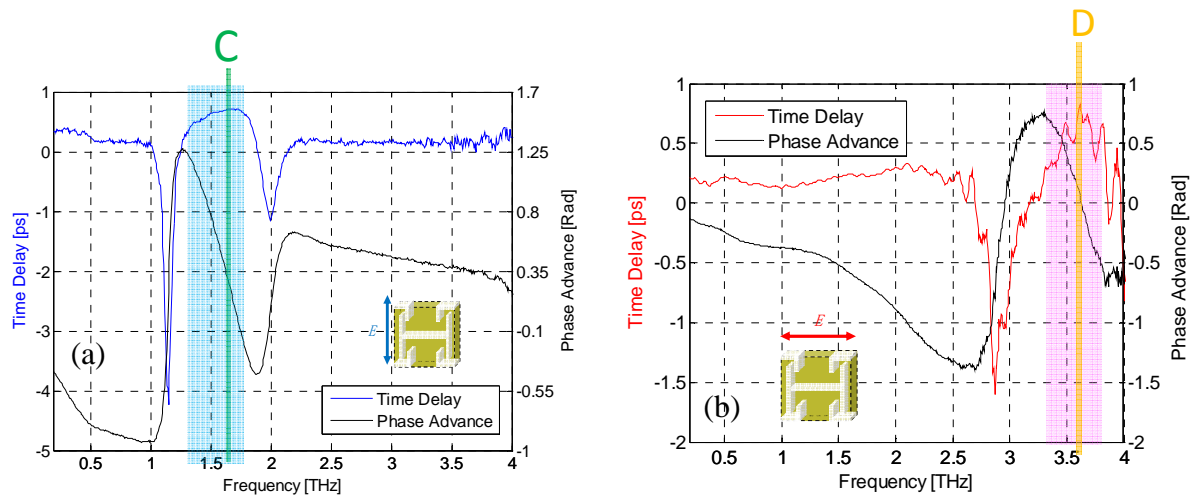 C
Time Delay [ps]
1
0
-1
-2
-3
-4
-5
1.7
1.25
0.8
0.35
-0.1
-0.55
-1
Phase Advance [Rad]
E
(a)
Time Delay
Phase Advance
0.5 1 1.5 2 2.5 3 3.5 4
Frequency [THz]
D
Time Delay [ps]
1
0.5
0
-0.5
-1
-1.5
-2
1
0.5
0
-0.5
-1
-1.5
-2
Phase Advance [Rad]
Time Delay
Phase Advance
E
(b)
0.5 1 1.5 2 2.5 3 3.5 4
Frequency [THz]